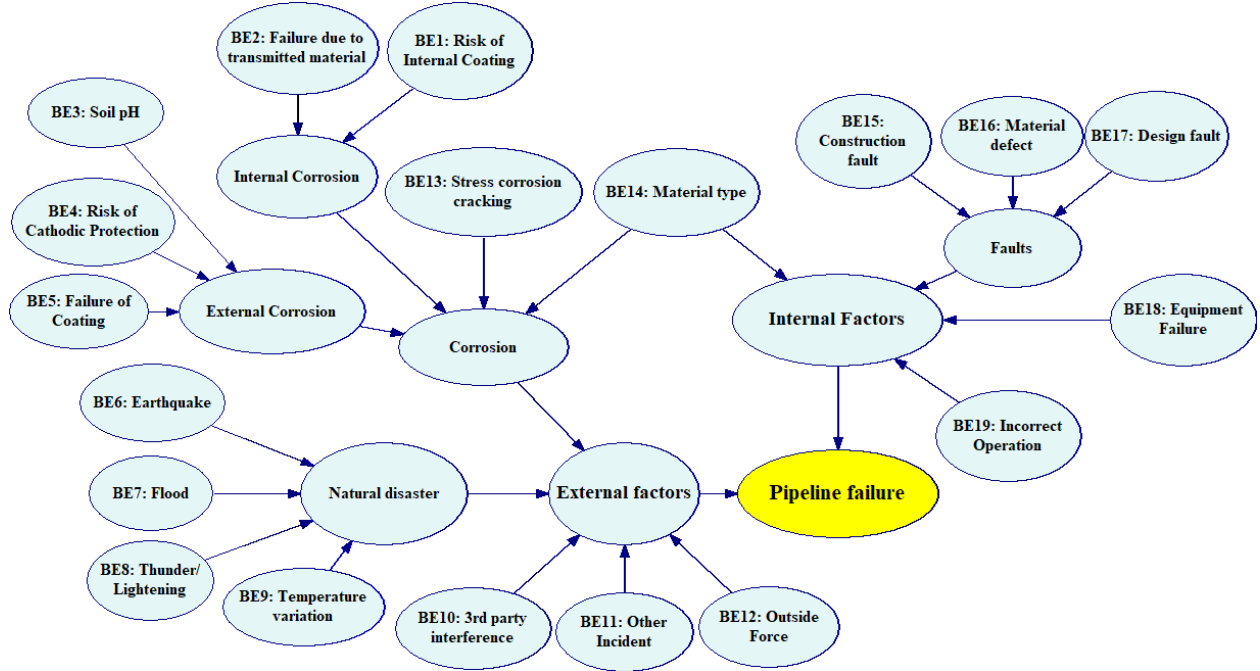 BE2: Failure due to
transmitted material
BE1: Risk of
Internal Coating
BE3: Soil pH
BE15:
Construction
fault
BE16: Material
defect
BE17: Design fault
Internal Corrosion
BE13: Stress corrosion
cracking
BE14: Material type
BE4: Risk of
Cathodic Protection
Faults
BE5: Failure of
Coating
External Corrosion
Internal Factors
BE18: Equipment
Failure
Corrosion
BE6: Earthquake
BE19: Incorrect
Operation
BE7: Flood
Natural disaster
External factors
Pipeline failure
BE8: Thunder/
Lightening
BE9: Temperature
variation
BE10: 3rd party
interference
BE11: Other
Incident
BE12: Outside
Force